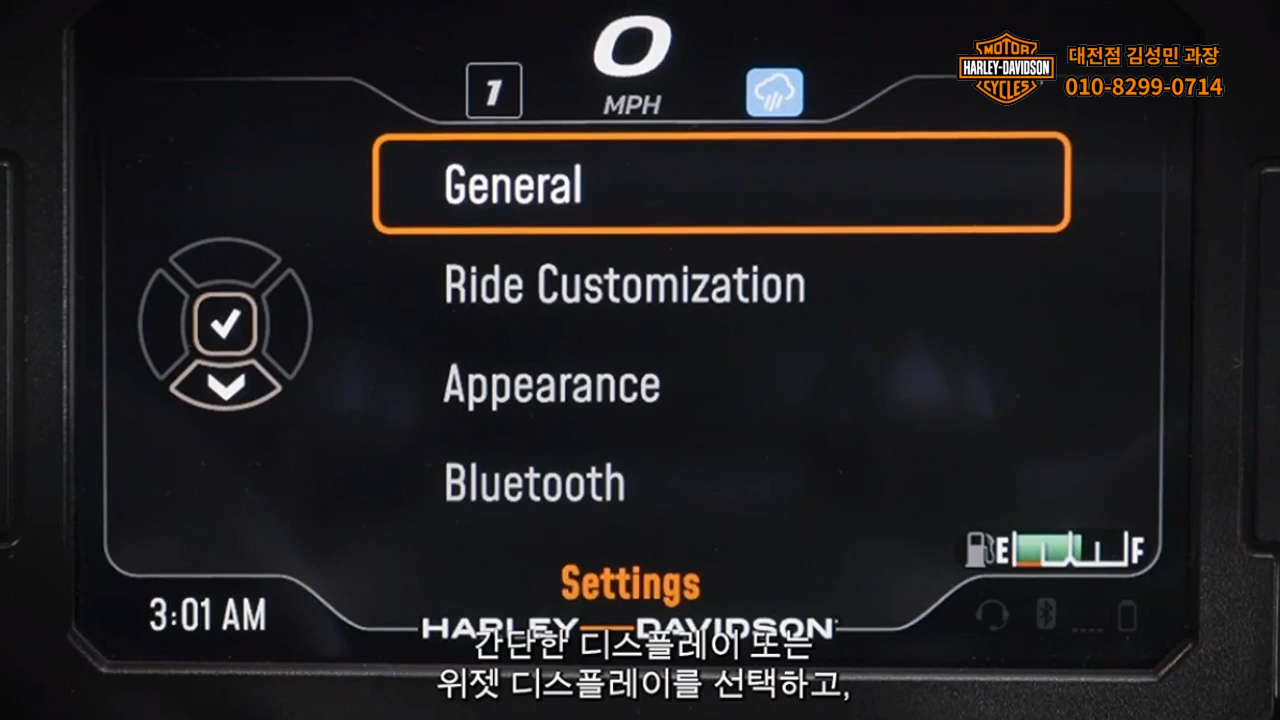 0
1
MPH
MOTOR
HARLEY-DAVIDSON
CYCLES
대전점 김성민 과장
010-8299-0714
General
Ride Customization
Appearance
Bluetooth
E F
Settings
3:01 AM
HARLEY-DAVIDSON
간단한 디스플레이 또는
위젯 디스플레이를 선택하고,